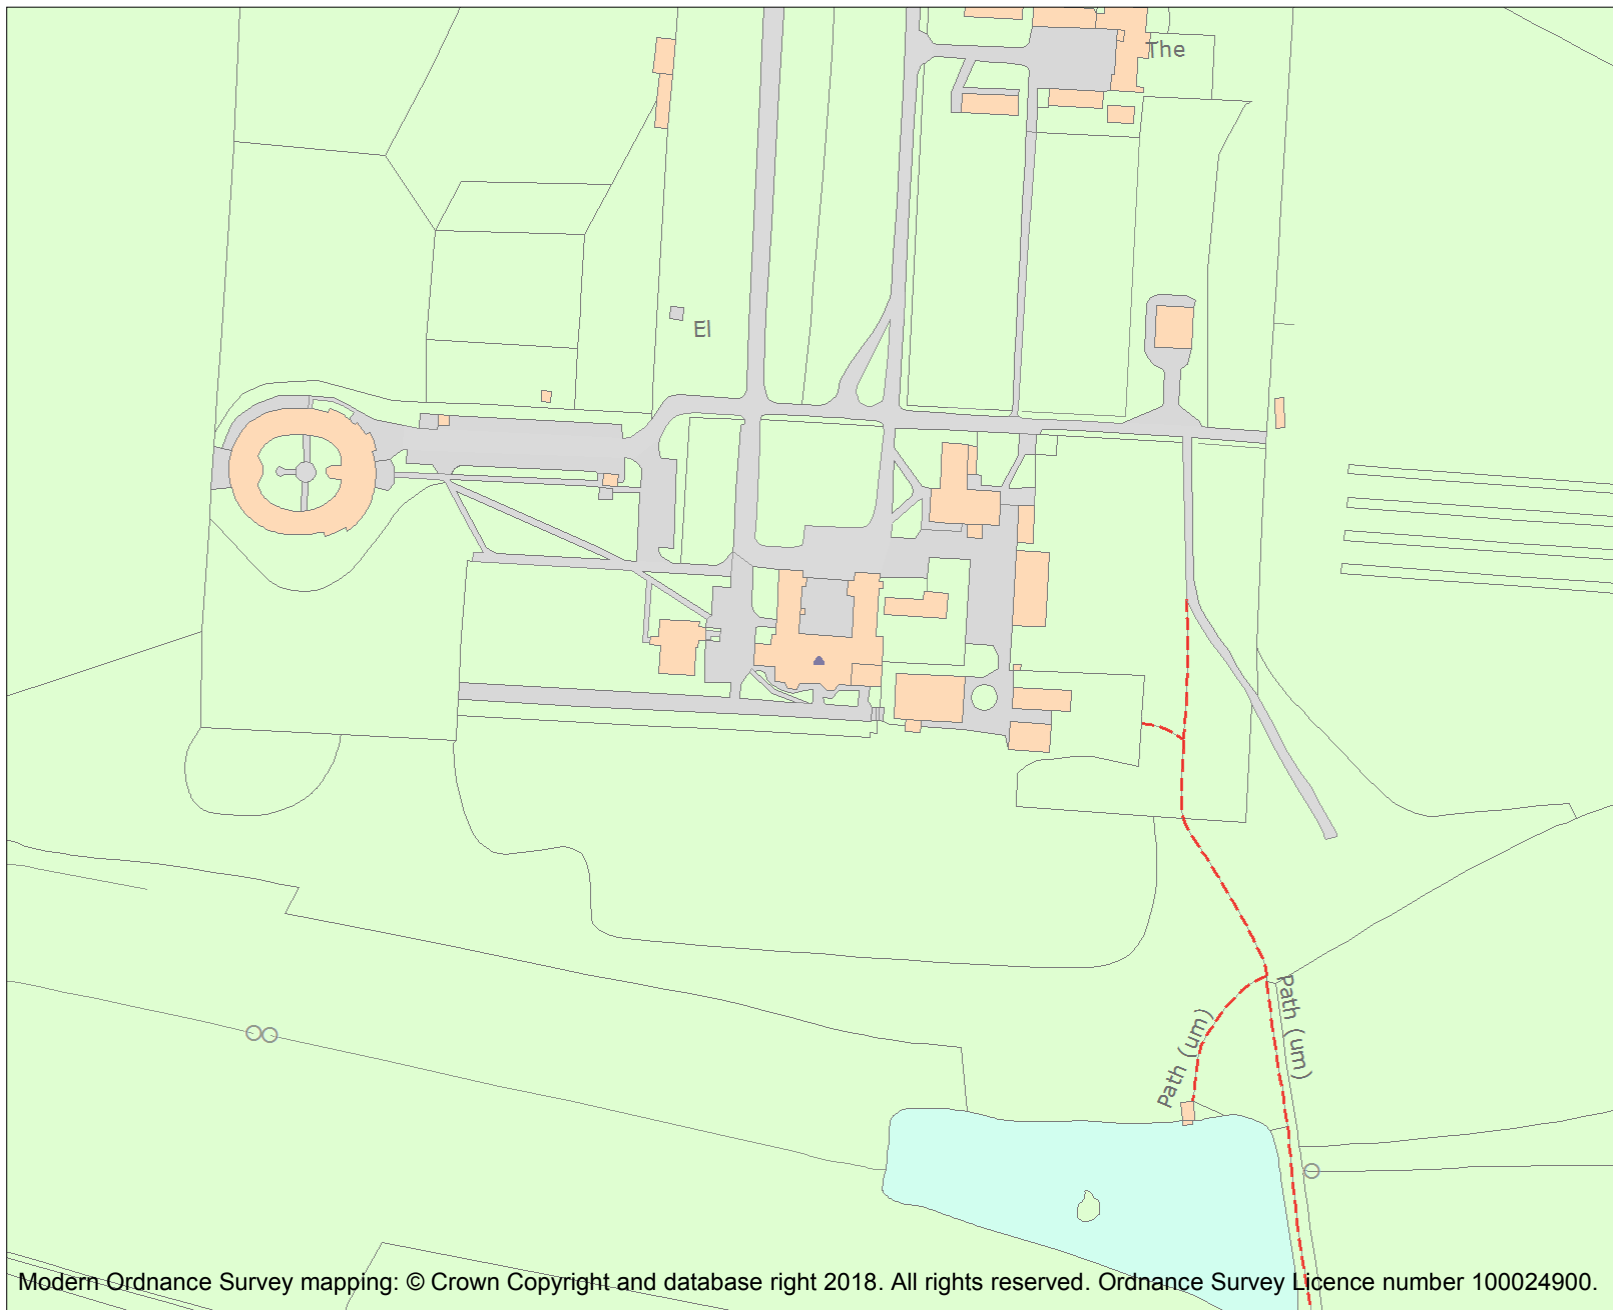 The
El
Path (um)
Path (um)
Modern Ordnance Survey mapping: © Crown Copyright and database right 2018. All rights reserved. Ordnance Survey Licence number 100024900.